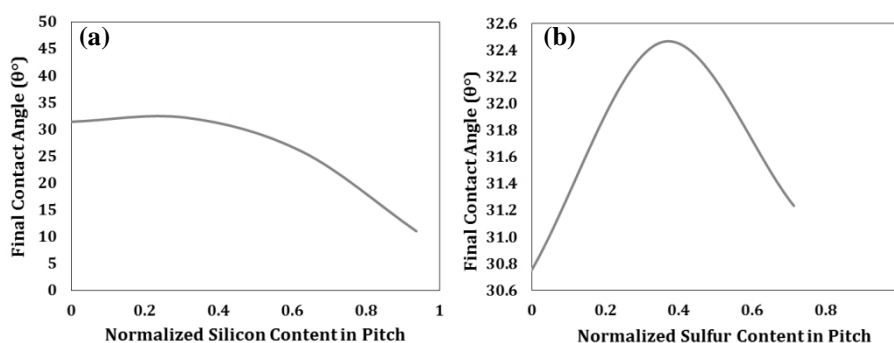 (a)
Final Contact Angle (θ°)
50
45
40
35
30
25
20
15
10
5
0
0 0.2 0.4 0.6 0.8 1
Normalized Silicon Content in Pitch
(b)
Final Contact Angle (θ°)
32.6
32.4
32.2
32.0
31.8
31.6
31.4
31.2
31.0
30.8
30.6
0 0.2 0.4 0.6 0.8
Normalized Sulfur Content in Pitch